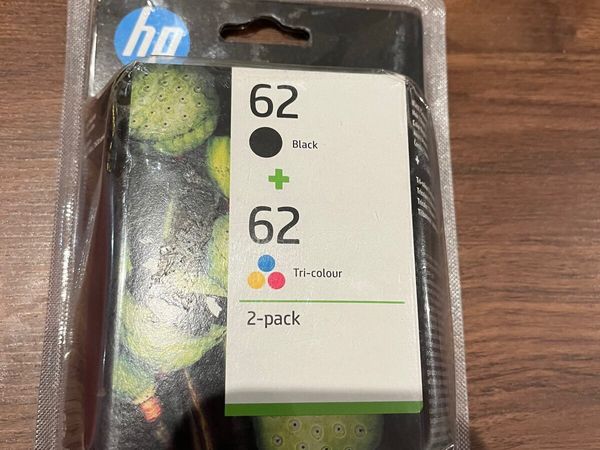 hp
62
Black
+
62
Tri-colour
2-pack